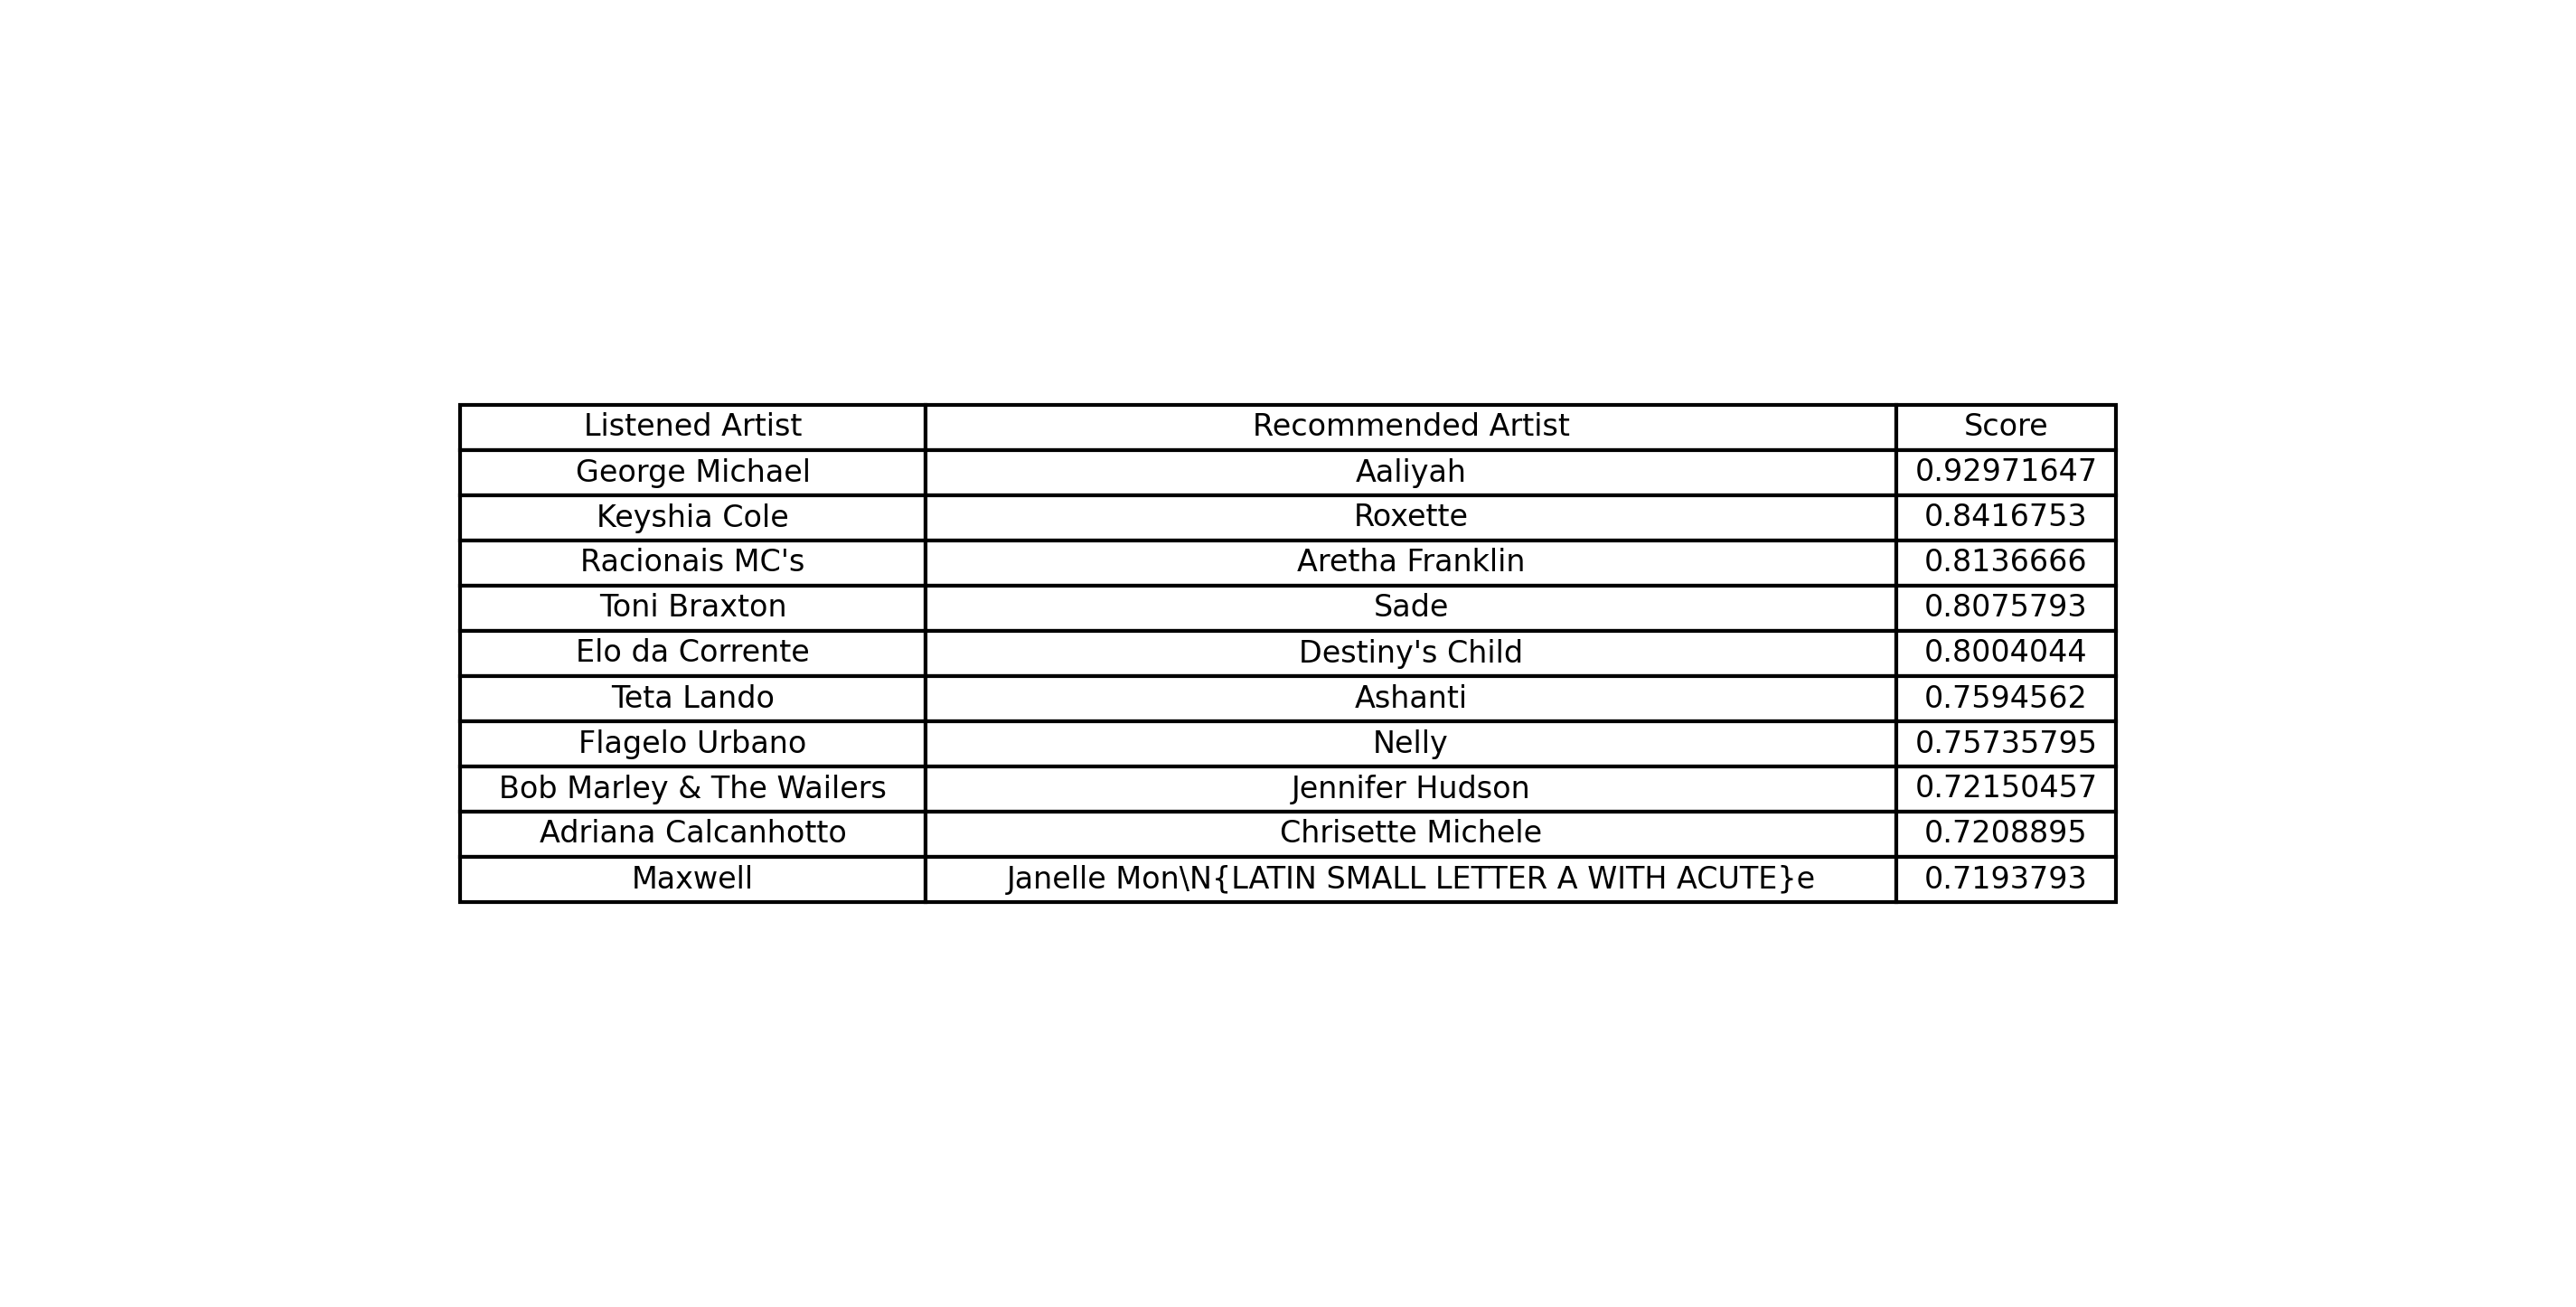 Listened Artist Recommended Artist Score
George Michael Aaliyah 0.92971647
Keyshia Cole Roxette 0.8416753
Racionais MC's Aretha Franklin 0.8136666
Toni Braxton Sade 0.8075793
Elo da Corrente Destiny's Child 0.8004044
Teta Lando Ashanti 0.7594562
Flagelo Urbano Nelly 0.75735795
Bob Marley & The Wailers Jennifer Hudson 0.72150457
Adriana Calcanhotto Chrisette Michele 0.7208895
Maxwell Janelle Mon\N{LATIN SMALL LETTER A WITH ACUTE}e 0.7193793